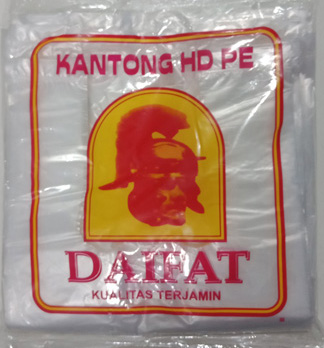 KANTONG HD PE
DAIFAT
KUALITAS TERJAMIN